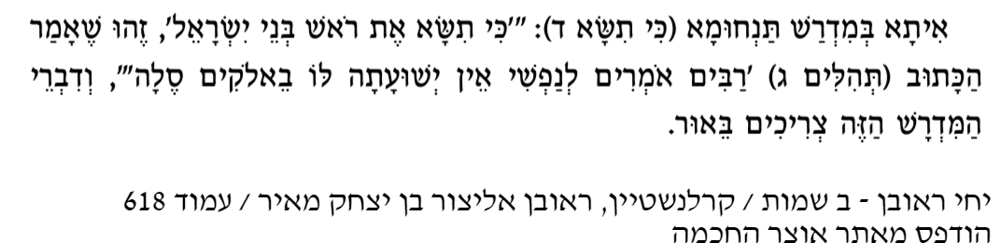 אִיתָא בְּמִדְרַשׁ תַּנְחוּמָא (כִּי תִשָּׂא ד): "'כִּי תִשָּׂא אֶת רֹאשׁ בְּנֵי יִשְׂרָאֵל', זֶהוּ שֶׁאָמַר
הַכָּתוּב (תְּהִלִּים ג) 'רַבִּים אֹמְרִים לְנַפְשִׁי אֵין יְשׁוּעָתָה לּוֹ בֵאלֹקִים סֶלָה'", וְדִבְרֵי
הַמִּדְרָשׁ הַזֶּה צְרִיכִים בֵּאוּר.
יחי ראובן - ב שמות / קרלנשטיין, ראובן אליצור בן יצחק מאיר / עמוד 618
הודפס מאתר אוצר החכמה